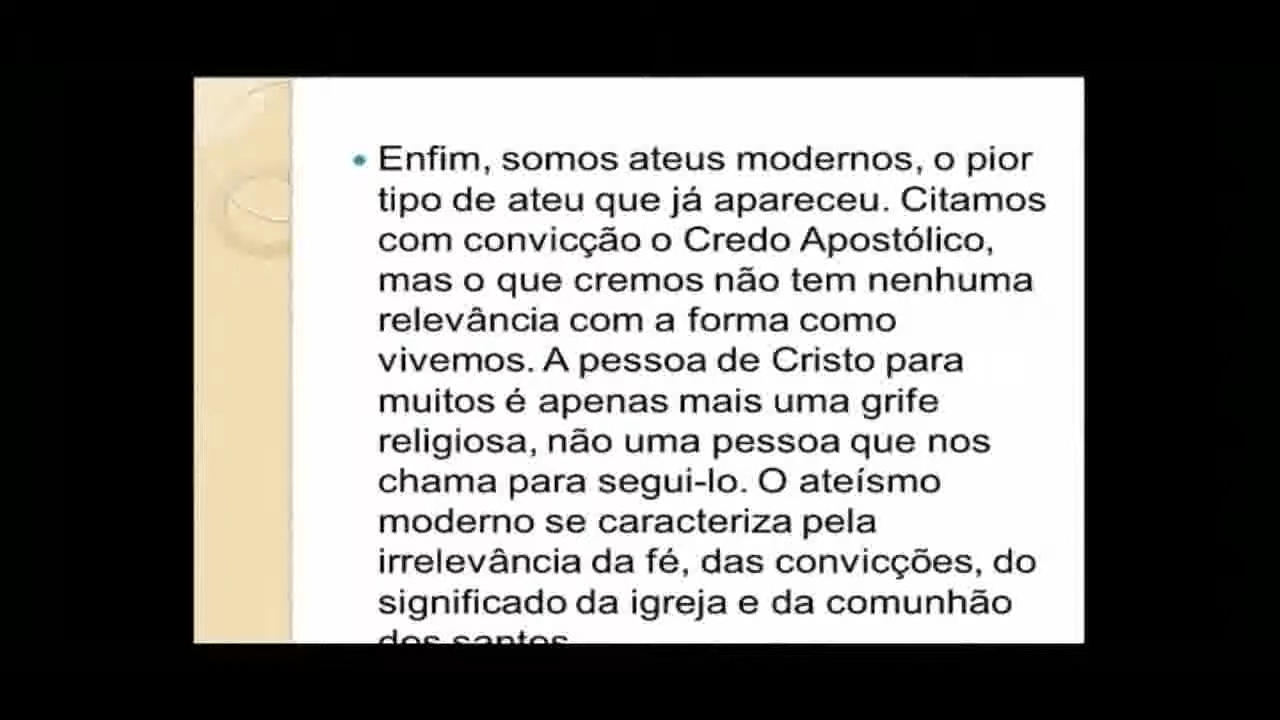 • Enfim, somos ateus modernos, o pior
tipo de ateu que já apareceu. Citamos
com convicção o Credo Apostólico,
mas o que cremos não tem nenhuma
relevância com a forma como
vivemos. A pessoa de Cristo para
muitos é apenas mais uma grife
religiosa, não uma pessoa que nos
chama para segui-lo. O ateísmo
moderno se caracteriza pela
irrelevância da fé, das convicções, do
significado da igreja e da comunhão
dos santos